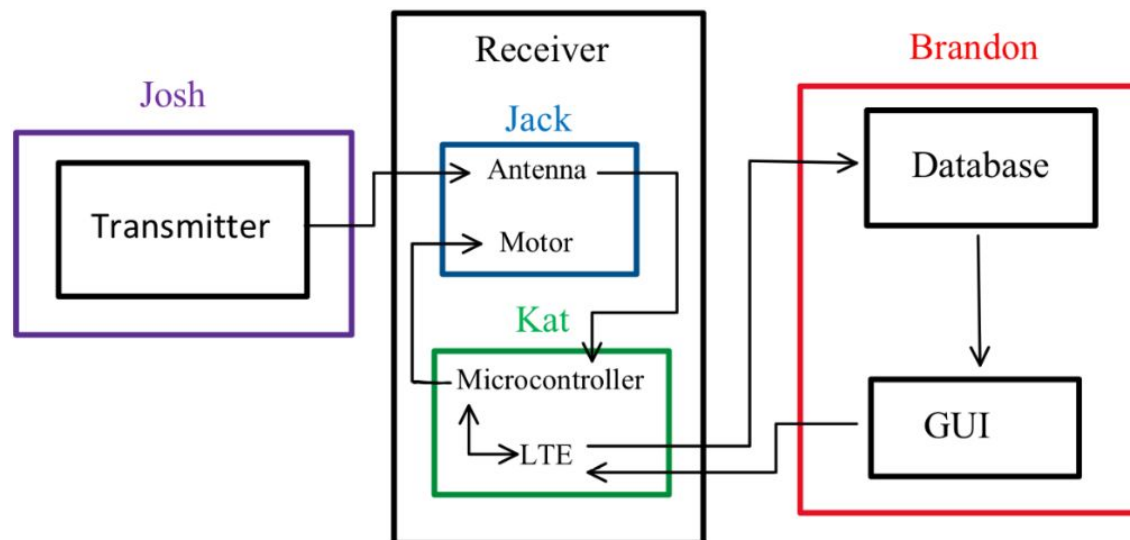 Josh
Transmitter
Receiver
Jack
Antenna
Motor
Kat
Microcontroller
LTE
Brandon
Database
GUI